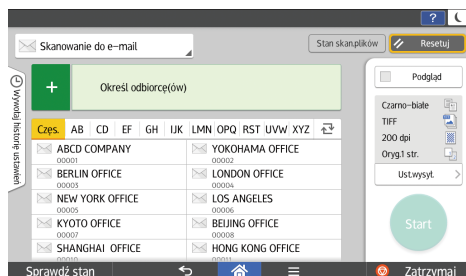 ?
Skanowanie do e-mail
Stan skan.plików
Resetuj
Wywołaj historię ustawień
+
Określ odbiorcę(ów)
Podgląd
Częs. AB CD EF GH IJK LMN OPQ RST UVW XYZ
Czarno-białe
TIFF
200 dpi
Oryg.1 str.
ABCD COMPANY
00001
YOKOHAMA OFFICE
00002
BERLIN OFFICE
00003
LONDON OFFICE
00004
NEW YORK OFFICE
00005
LOS ANGELES
00006
KYOTO OFFICE
00007
BEIJING OFFICE
00008
SHANGHAI OFFICE
00010
HONG KONG OFFICE
00011
Ust.wysył. >
Start
Sprawdź stan
Zatrzymaj